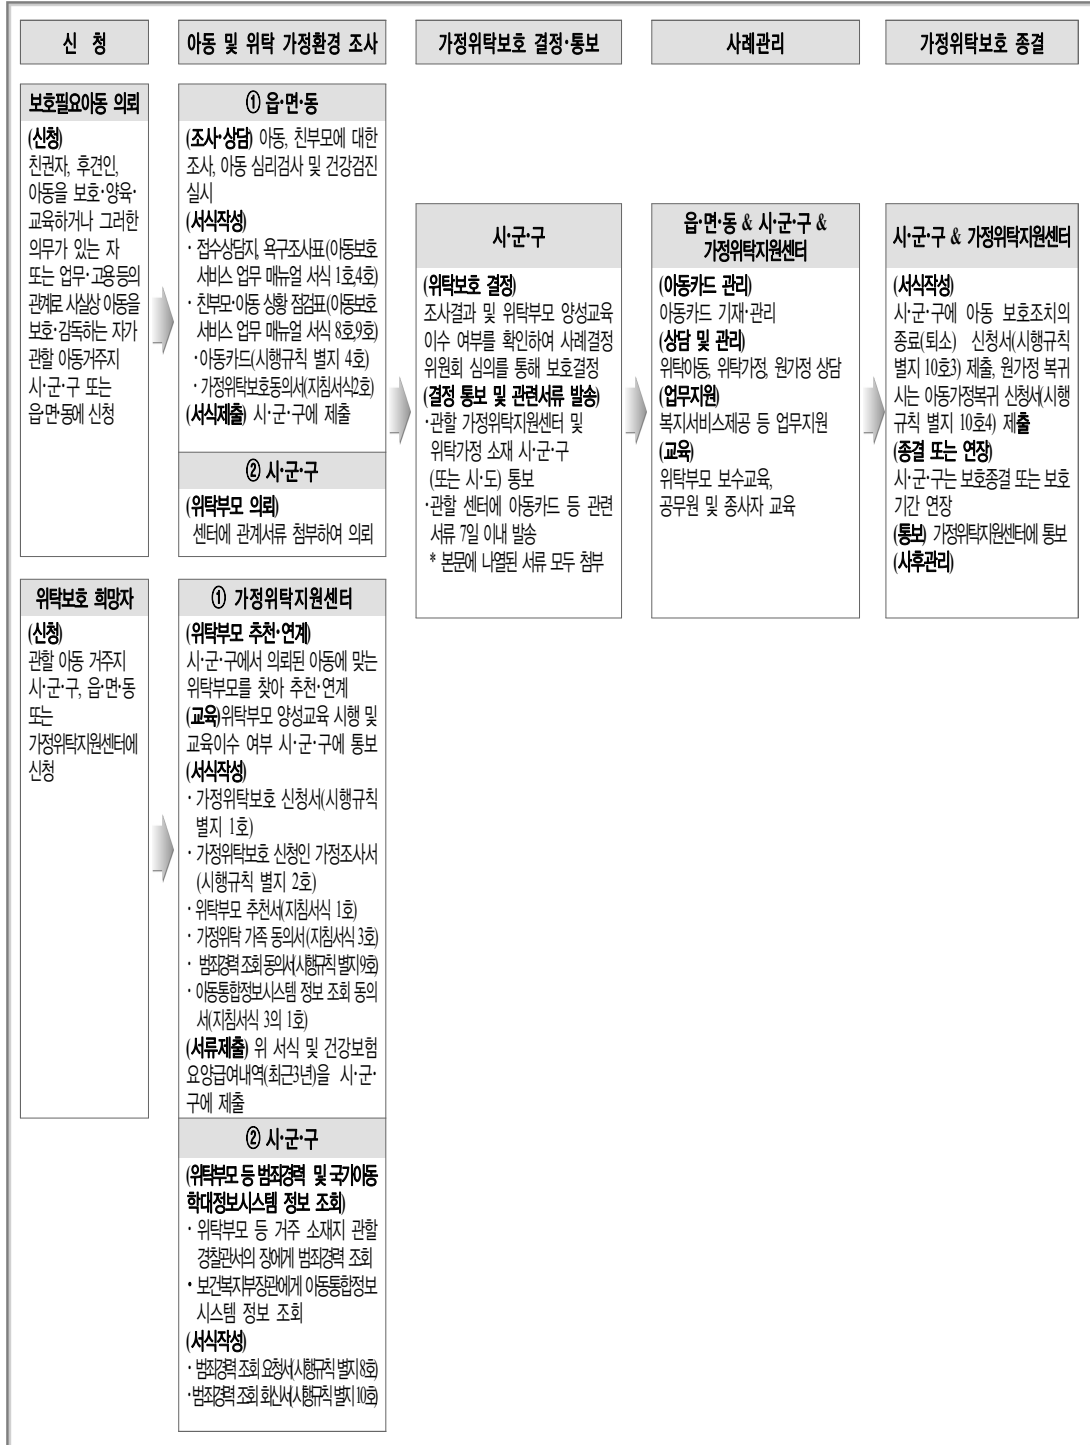 신 청
아동 및 위탁 가정환경 조사
가정위탁보호 결정·통보
사례관리
가정위탁보호 종결
보호필요아동 의뢰
(신청)
친권자, 후견인,
아동을 보호·양육·
교육하거나 그러한
의무가 있는 자
또는 업무·고용 등의
관계로 사실상 아동을
보호·감독하는 자가
관할 아동거주지
시·군·구 또는
읍·면·동에 신청
① 읍·면·동
(조사·상담) 아동, 친부모에 대한
조사, 아동 심리검사 및 건강검진
실시
(서식작성)
· 접수상담지, 욕구조사표(아동보호
서비스 업무 매뉴얼 서식 1호,4호)
· 친부모·아동 상황 점검표(아동보호
서비스 업무 매뉴얼 서식 8호,9호)
· 아동카드(시행규칙 별지 4호)
· 가정위탁보호동의서(지침서식2호)
(서식제출) 시·군·구에 제출
② 시·군·구
(위탁부모 의뢰)
센터에 관계서류 첨부하여 의뢰
시·군·구
(위탁보호 결정)
조사결과 및 위탁부모 양성교육
이수 여부를 확인하여 사례결정
위원회 심의를 통해 보호결정
(결정 통보 및 관련서류 발송)
·관할 가정위탁지원센터 및
위탁가정 소재 시·군·구
(또는 시·도) 통보
·관할 센터에 아동카드 등 관련
서류 7일 이내 발송
* 본문에 나열된 서류 모두 첨부
읍·면·동 & 시·군·구 &
가정위탁지원센터
(아동카드 관리)
아동카드 기재·관리
(상담 및 관리)
위탁아동, 위탁가정, 원가정 상담
(업무지원)
복지서비스제공 등 업무지원
(교육)
위탁부모 보수교육,
공무원 및 종사자 교육
시·군·구 & 가정위탁지원센터
(서식작성)
시·군·구에 아동 보호조치의
종료(퇴소) 신청서(시행규칙
별지 10호3) 제출, 원가정 복귀
시는 아동가정복귀 신청서(시행
규칙 별지 10호4) 제출
(종결 또는 연장)
시·군·구는 보호종결 또는 보호
기간 연장
(통보) 가정위탁지원센터에 통보
(사후관리)
위탁보호 희망자
(신청)
관할 아동 거주지
시·군·구, 읍·면·동
또는
가정위탁지원센터에
신청
① 가정위탁지원센터
(위탁부모 추천·연계)
시·군·구에서 의뢰된 아동에 맞는
위탁부모를 찾아 추천·연계
(교육)위탁부모 양성교육 시행 및
교육이수 여부 시·군·구에 통보
(서식작성)
· 가정위탁보호 신청서(시행규칙
별지 1호)
· 가정위탁보호 신청인 가정조사서
(시행규칙 별지 2호)
· 위탁부모 추천서(지침서식 1호)
· 가정위탁 가족 동의서(지침서식 3호)
· 범죄경력 조회 동의서(시행규칙 별지9호)
· 아동통합정보시스템 정보 조회 동의
서(지침서식 3의 1호)
(서류제출) 위 서식 및 건강보험
요양급여내역(최근3년)을 시·군·
구에 제출
② 시·군·구
(위탁부모 등 범죄경력 및 국가아동
학대정보시스템 정보 조회)
· 위탁부모 등 거주 소재지 관할
경찰관서의 장에게 범죄경력 조회
• 보건복지부장관에게 아동통합정보
시스템 정보 조회
(서식작성)
· 범죄경력 조회 요청서(시행규칙 별지 8호)
· 범죄경력 조회 회신서(시행규칙 별지 10호)